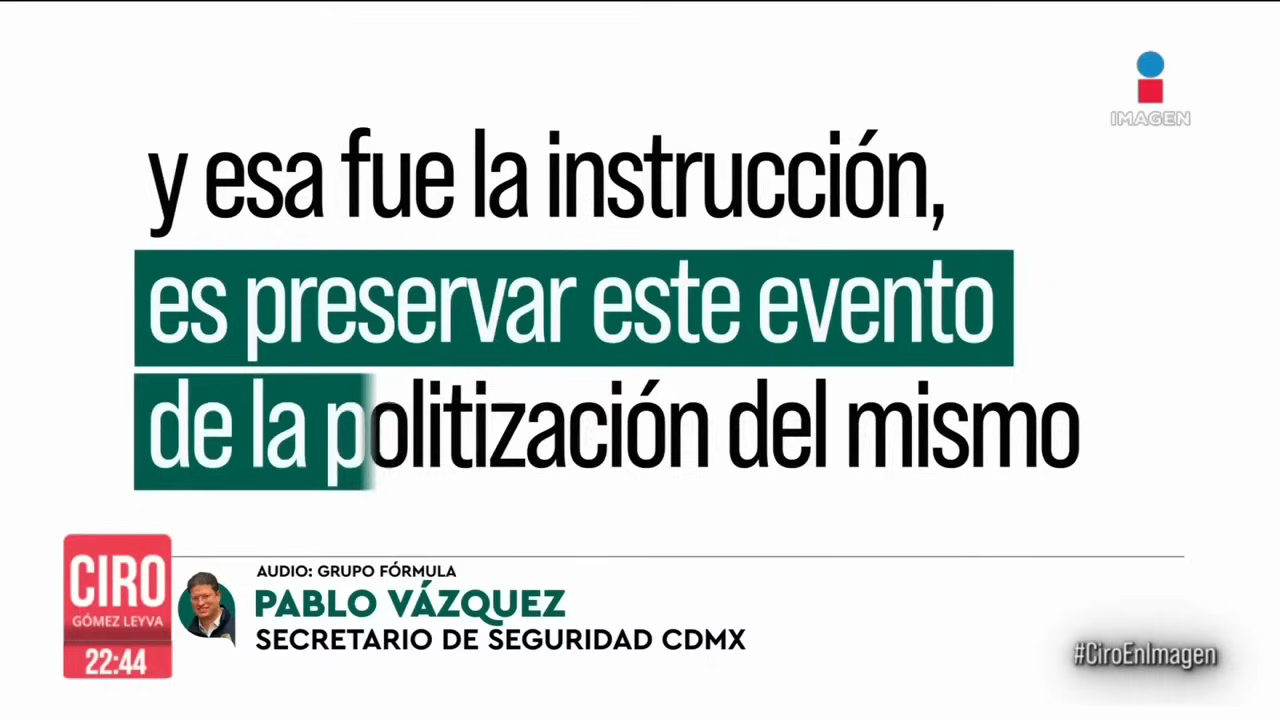 IMAGEN
y esa fue la instrucción,
es preservar este evento
de la politización del mismo
CIRO
GÓMEZ LEYVA
22:44
AUDIO: GRUPO FÓRMULA
PABLO VÁZQUEZ
SECRETARIO DE SEGURIDAD CDMX
#CiroEnImagen